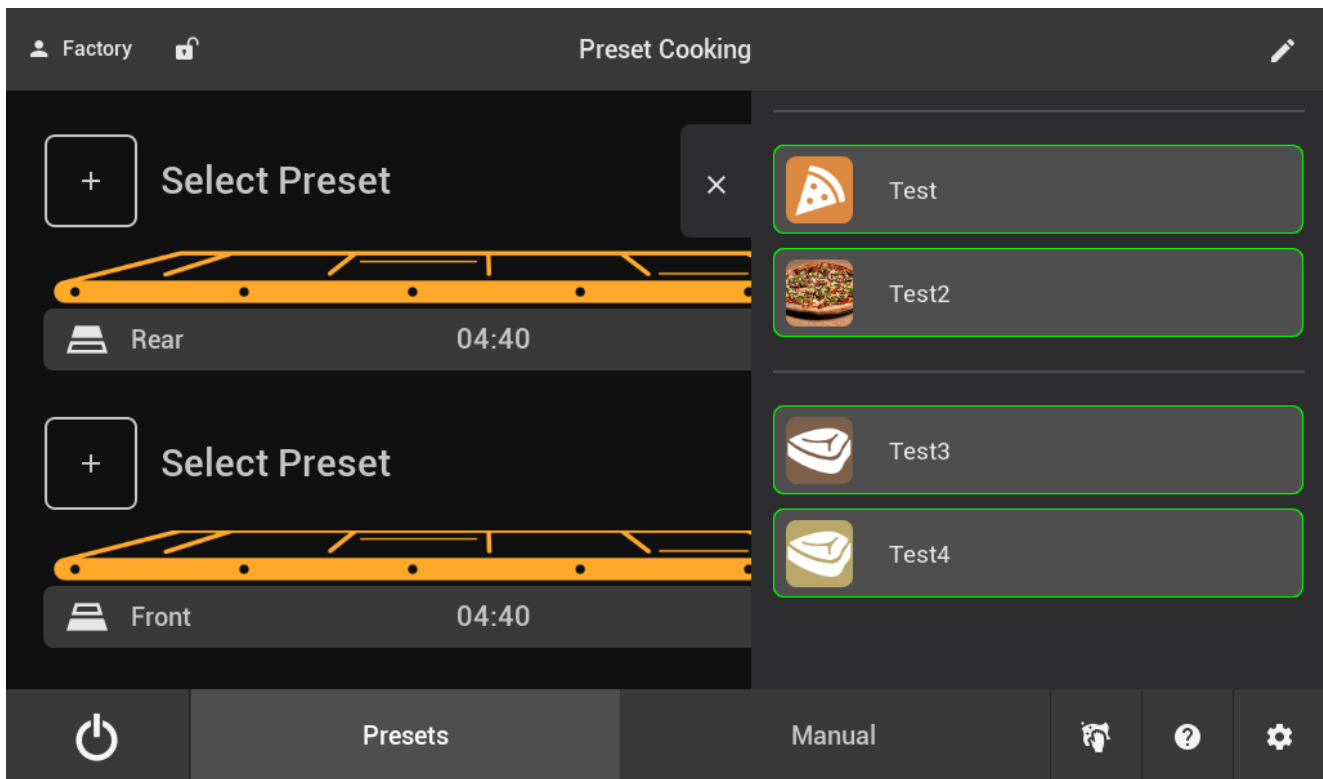 Factory
Preset Cooking
Select Preset
Rear
04:40
Select Preset
Front
04:40
Test
Test2
Test3
Test4
Presets
Manual